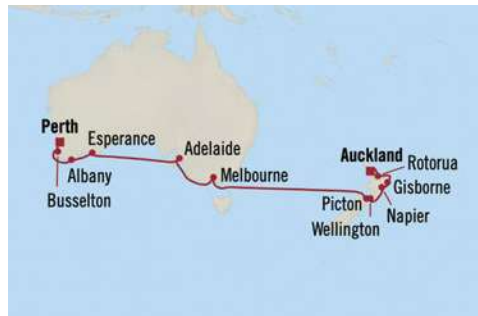 Perth
Esperance
Albany
Busselton
Adelaide
Melbourne
Auckland
Rotorua
Gisborne
Picton
Napier
Wellington